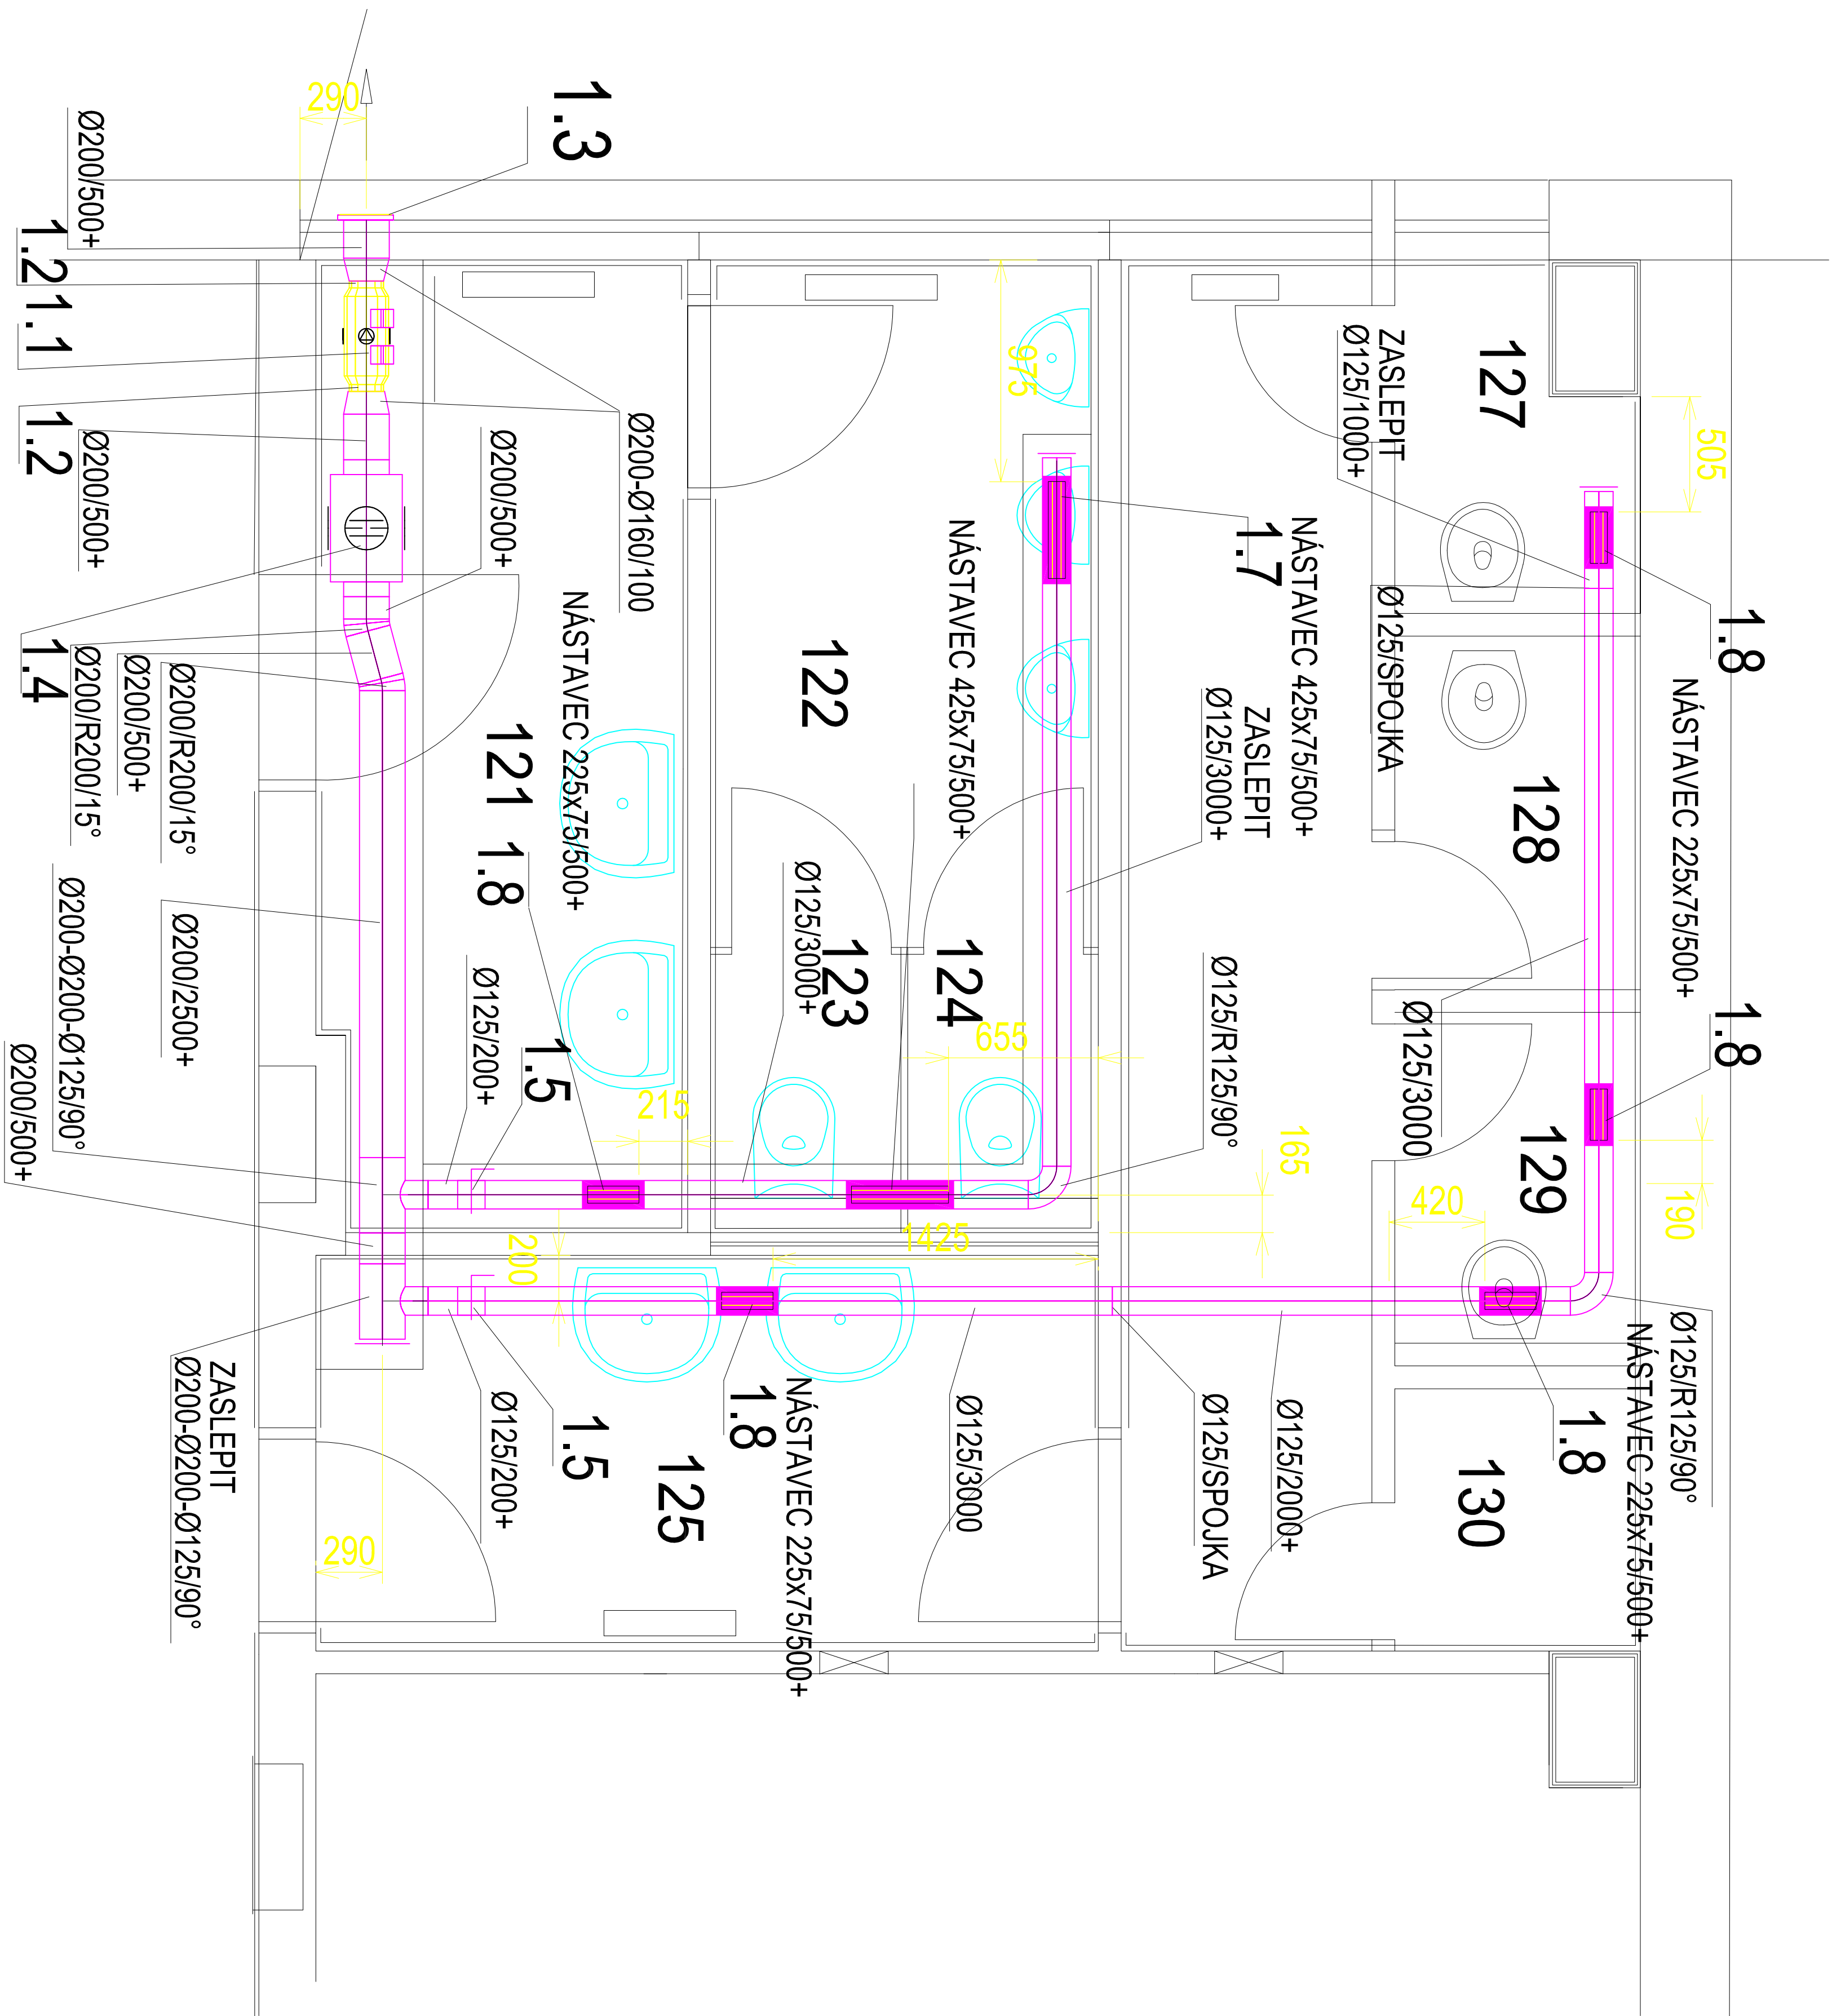 1.8
NÁSTAVEC 225x75/500+
1.8
Ø125/R125/90°
NÁSTAVEC 225x75/500+
1.8
505
190
127
128
129
130
420
ZASLEPIT
Ø125/1000+
Ø125/SPOJKA
Ø125/3000
NÁSTAVEC 425x75/500+
1.7
ZASLEPIT
Ø125/3000+
Ø125/R125/90°
165
Ø125/2000+
Ø125/SPOJKA
975
NÁSTAVEC 425x75/500+
124
655
1425
Ø125/3000
122
123
Ø125/3000+
NÁSTAVEC 225x75/500+
1.8
125
1.3
Ø200-Ø160/100
NÁSTAVEC 225x75/500+
215
121
1.8
1.5
200
1.5
Ø200/500+
Ø125/200+
Ø125/200+
290
290
Ø200/500+
1.2
1.1
1.2
Ø200/500+
1.4
Ø200/R200/15°
Ø200/500+
Ø200/R200/15°
Ø200/2500+
Ø200-Ø200-Ø125/90°
Ø200/500+
ZASLEPIT
Ø200-Ø200-Ø125/90°